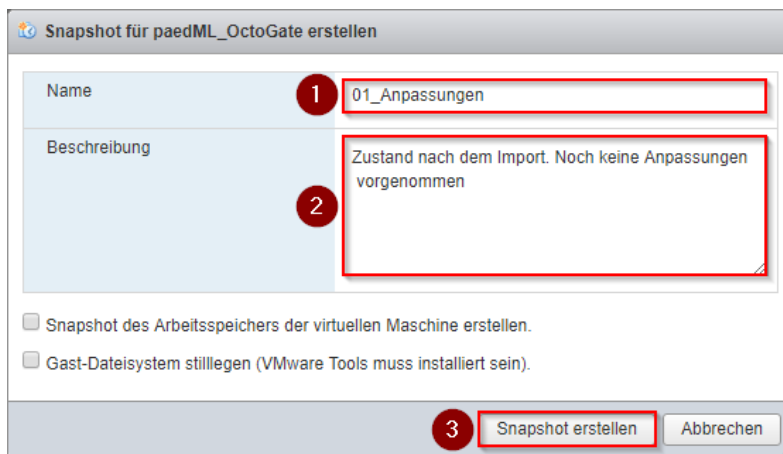 Snapshot für paedML_OctoGate erstellen
Name
1
01_Anpassungen
Beschreibung
2
Zustand nach dem Import. Noch keine Anpassungen
vorgenommen
Snapshot des Arbeitsspeichers der virtuellen Maschine erstellen.
Gast-Dateisystem stilllegen (VMware Tools muss installiert sein).
3
Snapshot erstellen
Abbrechen